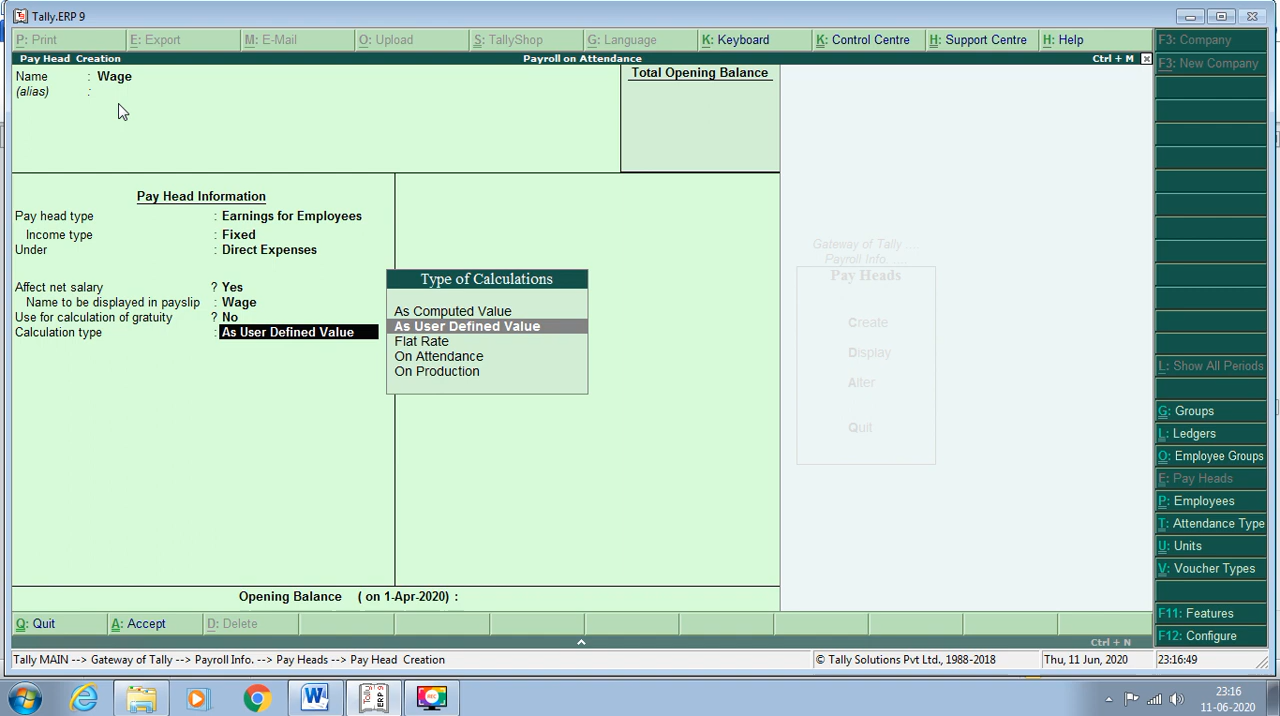 Tally.ERP 9
P: Print E: Export M: E-Mail O: Upload S: TallyShop G: Language K: Keyboard K: Control Centre H: Support Centre H: Help
F3: Company
Pay Head Creation Payroll on Attendance Ctrl + M
F3: New Company
Name : Wage
(alias) :
Total Opening Balance
Pay Head Information
Pay head type : Earnings for Employees
Income type : Fixed
Under : Direct Expenses
Affect net salary ? Yes
Name to be displayed in payslip : Wage
Use for calculation of gratuity ? No
Calculation type : As User Defined Value
Type of Calculations
As Computed Value
As User Defined Value
Flat Rate
On Attendance
On Production
Gateway of Tally ....
Payroll Info. ....
Pay Heads
Create
Display
Alter
Quit
L: Show All Periods
G: Groups
L: Ledgers
O: Employee Groups
E: Pay Heads
P: Employees
T: Attendance Type
U: Units
V: Voucher Types
F11: Features
F12: Configure
Opening Balance ( on 1-Apr-2020) :
Q: Quit A: Accept D: Delete
Ctrl + N
Tally MAIN --> Gateway of Tally --> Payroll Info. --> Pay Heads --> Pay Head Creation © Tally Solutions Pvt Ltd., 1988-2018 Thu, 11 Jun, 2020 23:16:49
23:16
11-06-2020